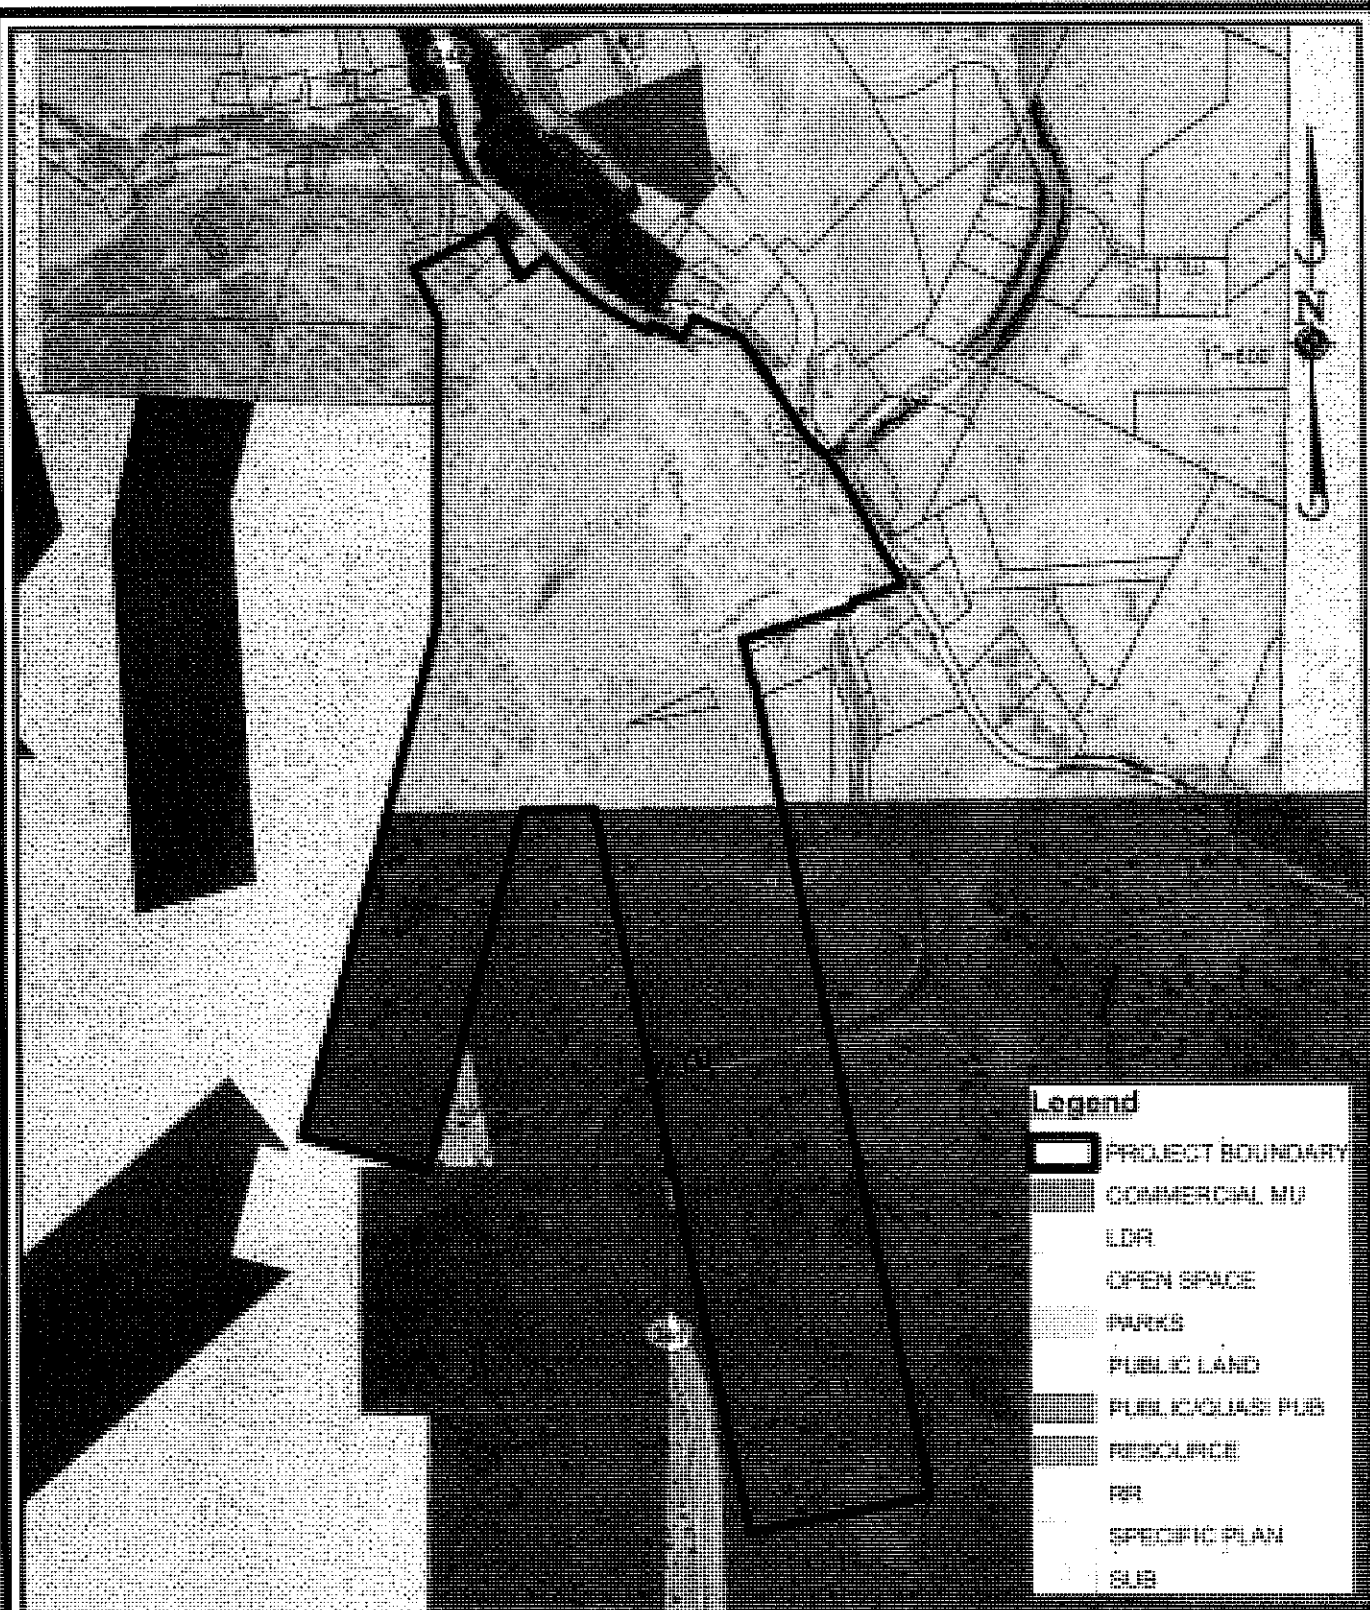 N
Legend
PROJECT BOUNDARY
COMMERCIAL MU
LDR
OPEN SPACE
PARKS
PUBLIC LAND
PUBLIC/QUASI PUB
RESOURCE
RR
SPECIFIC PLAN
SUB